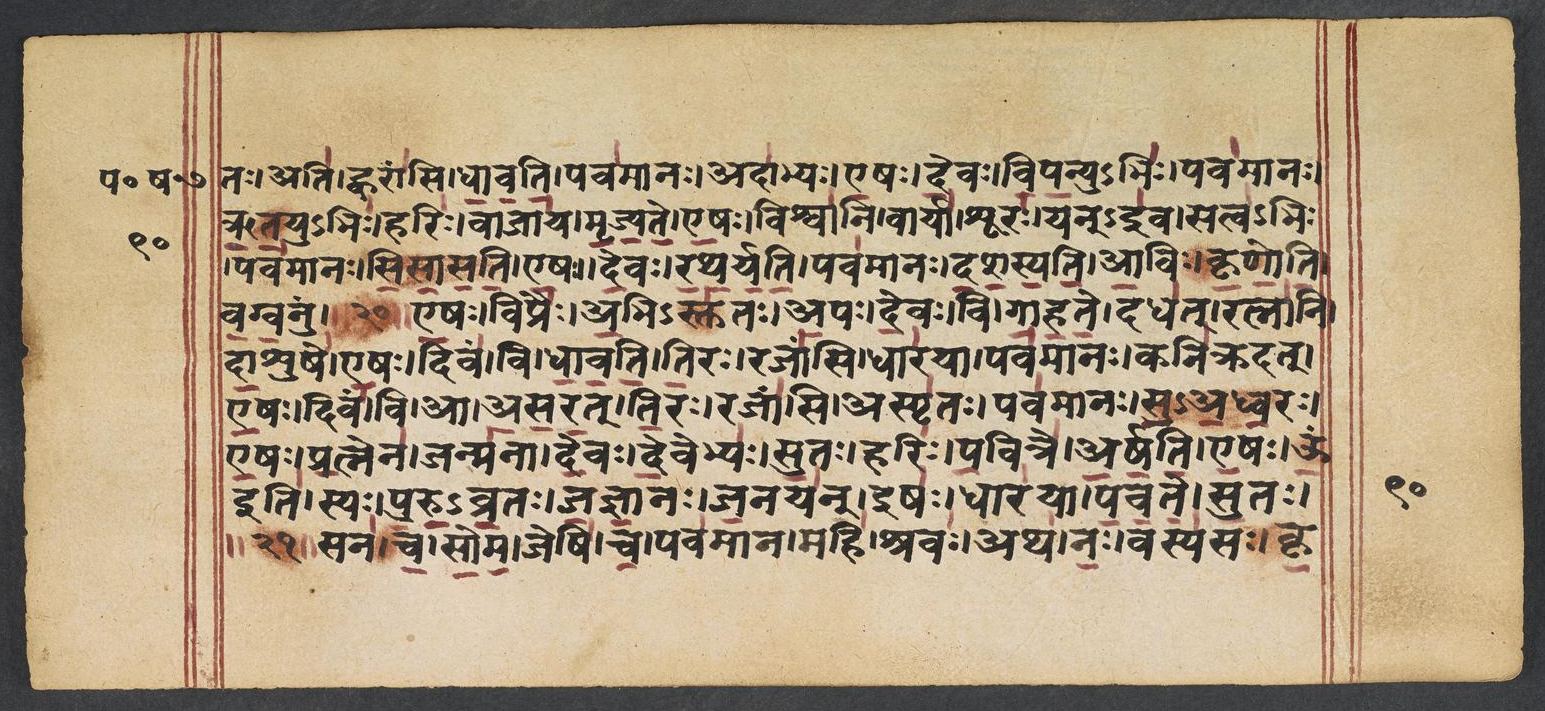 प॰ ष॰ ७
तः।अति।ह्वरांसि।धावति।पवमानः।अदाभ्यः।एषः।देवः।विपन्युऽभिः।पवमानः।
ऋतयुऽभिः।हरिः।वाजाय।मृज्यते।एषः।विश्वानि।वार्या।शूरः।यन्ऽइव।सत्वऽभिः
९०
।पवमानः।सिसासति।एषः।देवः।रथर्यति।पवमानः।दशस्यति।आविः।कृणोति।
वग्वनुं।। २० एषः।विप्रैः।अभिऽस्तुतः।अपः।देवः।वि।गाहते।दधत्।रत्नानि।
दाशुषे।एषः।दिवं।वि।धावति।तिरः।रजांसि।धारया।पवमानः।कनिक्रदत्।
एषः।दिवं।वि।आ।असरत्।तिरः।रजांसि।अस्पृतः।पवमानः।सुऽअध्वरः।
एषः।प्रत्नेन।जन्मना।देवः।देवेभ्यः।सुतः।हरिः।पवित्रे।अर्षति।एषः।ऊं
इति।स्यः।पुरुऽव्रतः।जज्ञानः।जनयन्।इषः।धारया।पवते।सुतः।
९०
।। २१ सन।च।सोम।जेषि।च।पवमान।महि।श्रवः।अथ।नः।वस्यसः।कृ